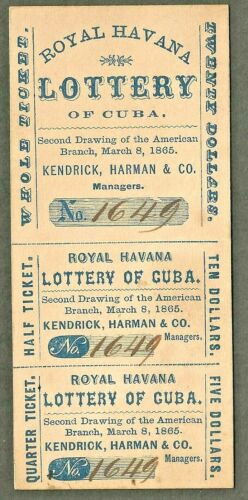 WHOLE TICKET.
TWENTY DOLLARS.
ROYAL HAVANA
LOTTERY
OF CUBA.
Second Drawing of the American
Branch, March 8, 1865.
KENDRICK, HARMAN & CO.
Managers.
No. 1649
HALF TICKET.
TEN DOLLARS.
ROYAL HAVANA
LOTTERY OF CUBA.
Second Drawing of the American
Branch, March 8, 1865.
KENDRICK, HARMAN & CO.
Managers.
No. 1649
QUARTER TICKET.
FIVE DOLLARS.
ROYAL HAVANA
LOTTERY OF CUBA.
Second Drawing of the American
Branch, March 8, 1865.
KENDRICK, HARMAN & CO.
Managers.
No. 1649